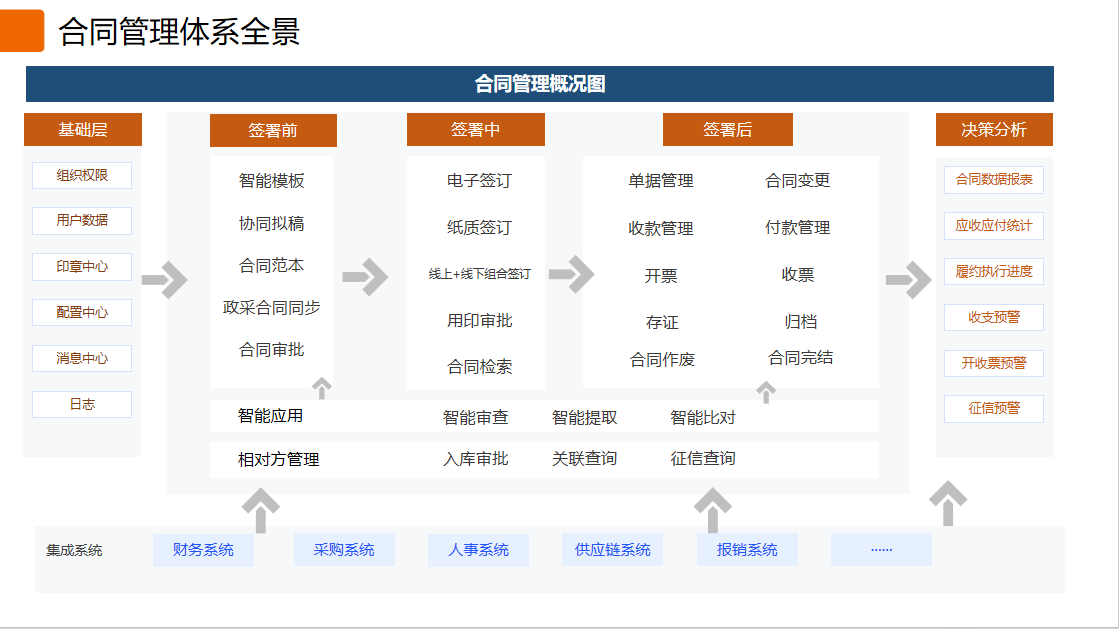 合同管理体系全景
合同管理概况图
基础层
组织权限
用户数据
印章中心
配置中心
消息中心
日志
签署前
智能模板
协同拟稿
合同范本
政采合同同步
合同审批
签署中
电子签订
纸质签订
线上+线下组合签订
用印审批
合同检索
签署后
单据管理 合同变更
收款管理 付款管理
开票 收票
存证 归档
合同作废 合同完结
决策分析
合同数据报表
应收应付统计
履约执行进度
收支预警
开收票预警
征信预警
智能应用 智能审查 智能提取 智能比对
相对方管理 入库审批 关联查询 征信查询
集成系统 财务系统 采购系统 人事系统 供应链系统 报销系统 ······